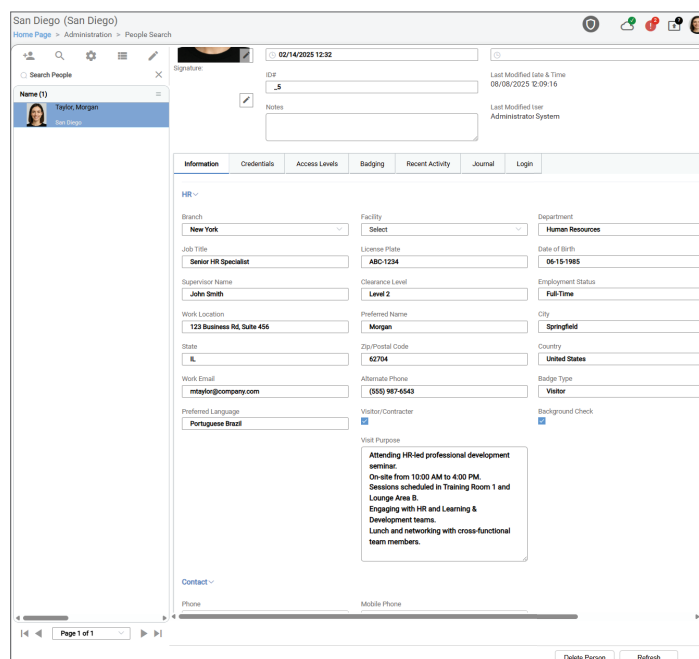 San Diego (San Diego)
Home Page > Administration > People Search
Search People
Name (1)
Taylor, Morgan
San Diego
Page 1 of 1
Signature:
02/14/2025 12:32
ID#
_5
Notes
Last Modified Date & Time
08/08/2025 12:09:16
Last Modified User
Administrator System
Information
Credentials
Access Levels
Badging
Recent Activity
Journal
Login
HR
Branch
New York
Facility
Select
Department
Human Resources
Job Title
Senior HR Specialist
License Plate
ABC-1234
Date of Birth
06-15-1985
Supervisor Name
John Smith
Clearance Level
Level 2
Employment Status
Full-Time
Work Location
123 Business Rd, Suite 456
Preferred Name
Morgan
City
Springfield
State
IL
Zip/Postal Code
62704
Country
United States
Work Email
mtaylor@company.com
Alternate Phone
(555) 987-6543
Badge Type
Visitor
Preferred Language
Portuguese Brazil
Visitor/Contracter
Background Check
Visit Purpose
Attending HR-led professional development
seminar.
On-site from 10:00 AM to 4:00 PM.
Sessions scheduled in Training Room 1 and
Lounge Area B.
Engaging with HR and Learning &
Development teams.
Lunch and networking with cross-functional
team members.
Contact
Phone
Mobile Phone
Delete Person
Refresh